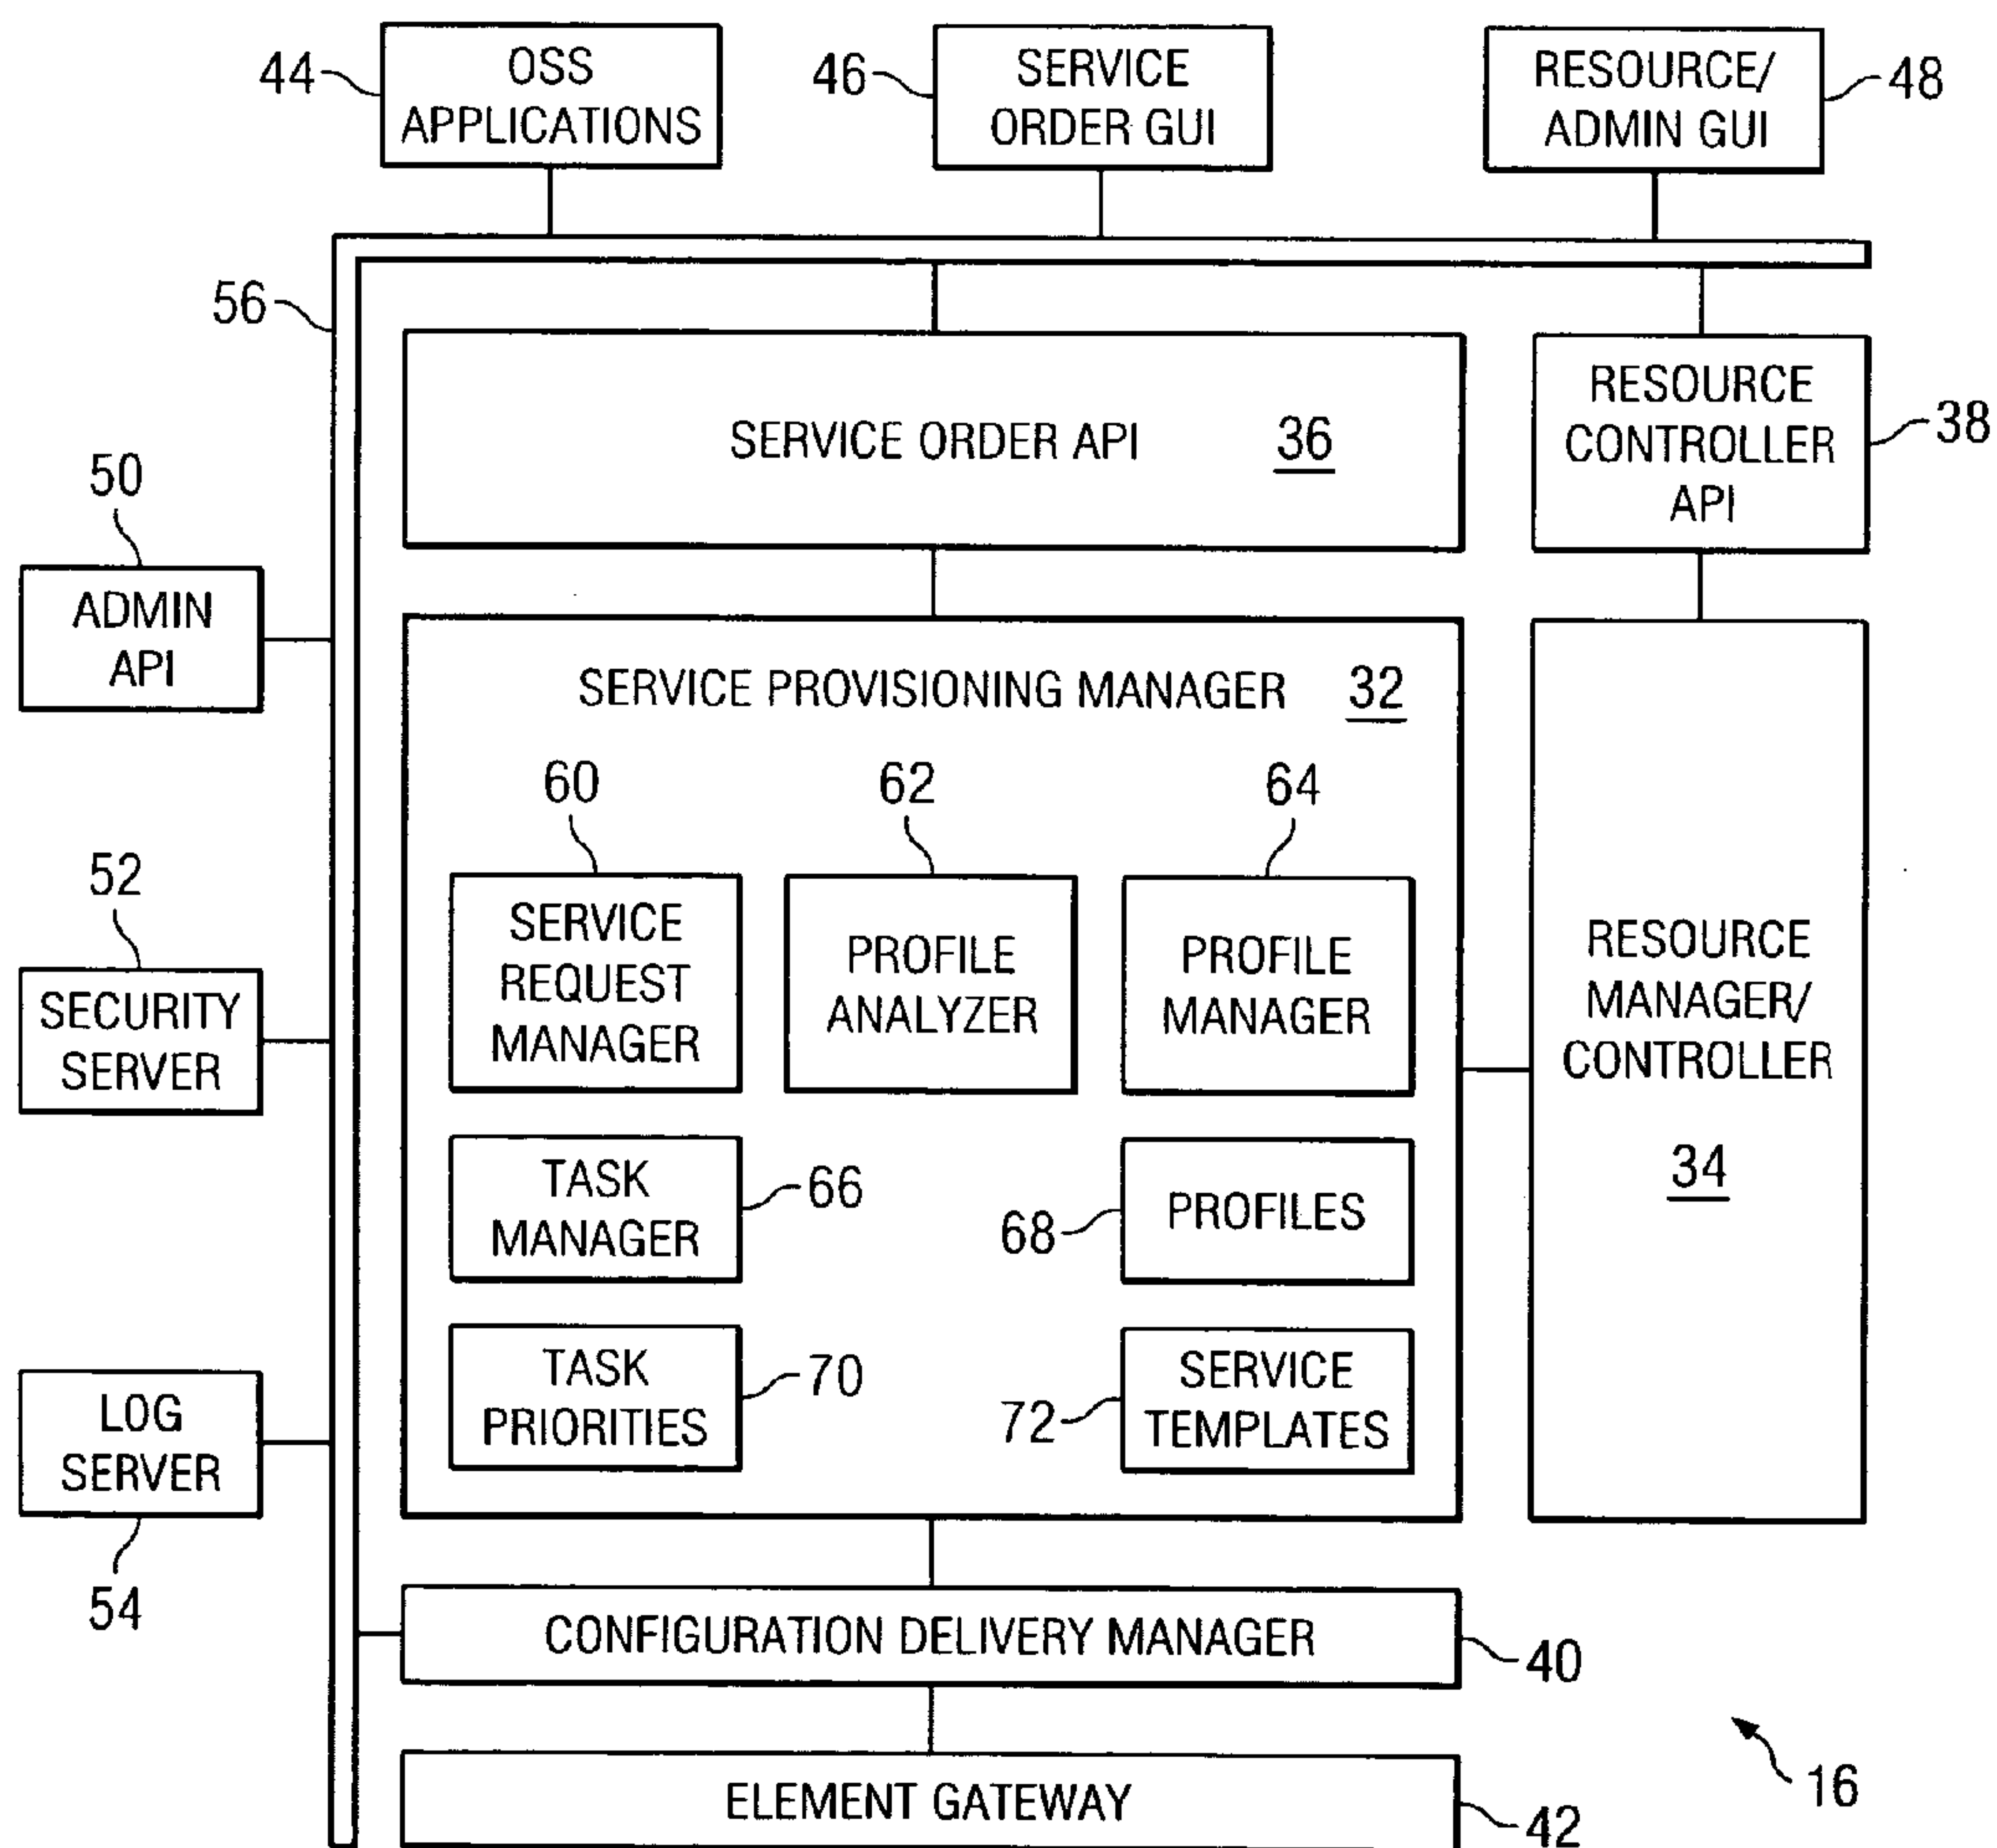 44
OSS
APPLICATIONS
46
SERVICE
ORDER GUI
RESOURCE/
ADMIN GUI
48
56
SERVICE ORDER API 36
RESOURCE
CONTROLLER
API
38
50
ADMIN
API
SERVICE PROVISIONING MANAGER 32
60
62
64
52
SECURITY
SERVER
SERVICE
REQUEST
MANAGER
PROFILE
ANALYZER
PROFILE
MANAGER
RESOURCE
MANAGER/
CONTROLLER
34
TASK
MANAGER
66
68
PROFILES
LOG
SERVER
54
TASK
PRIORITIES
70
72
SERVICE
TEMPLATES
CONFIGURATION DELIVERY MANAGER
40
ELEMENT GATEWAY
42
16